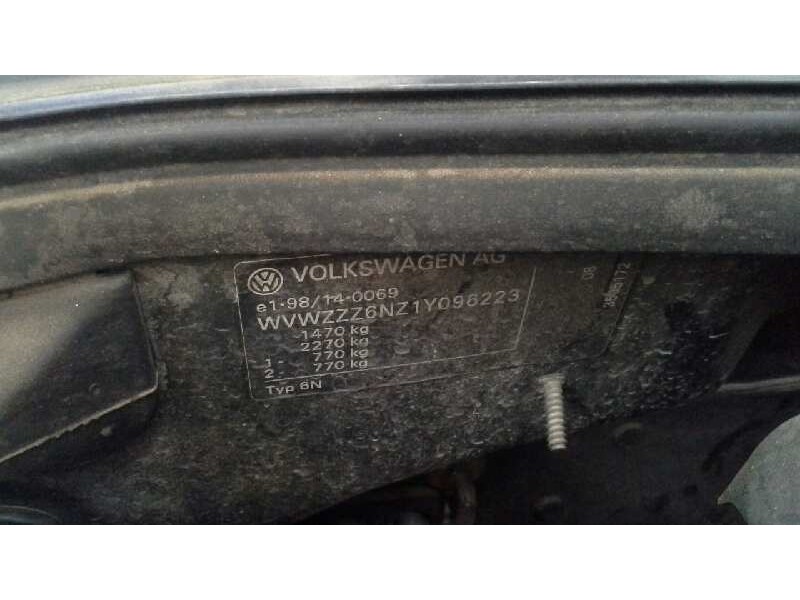 VOLKSWAGEN AG
e1*98/14*0069
WVWZZZ6NZ1Y096223
1470 kg
2270 kg
1- 770 kg
2- 770 kg
Typ 6N
08